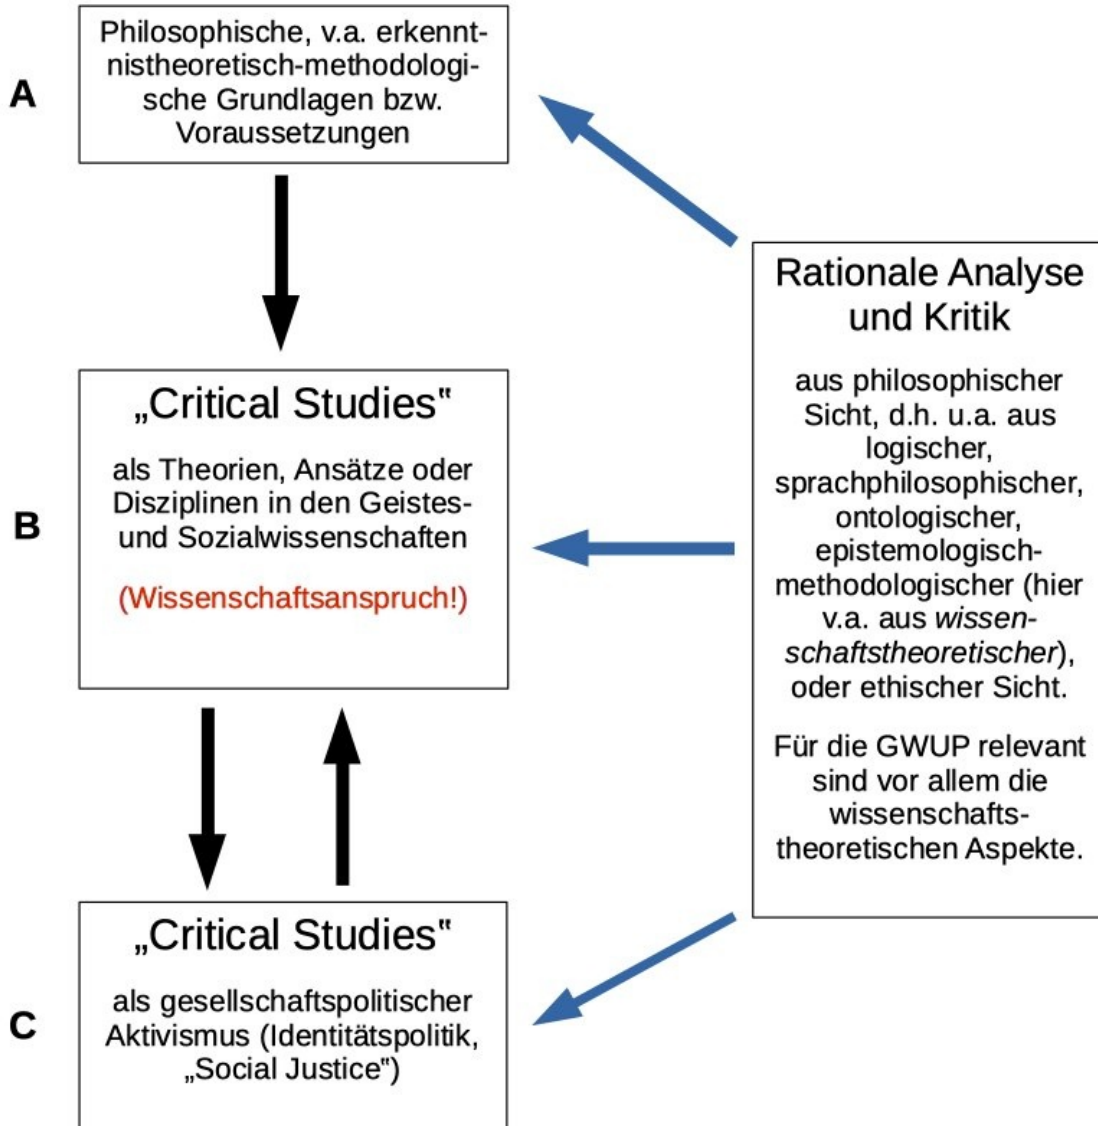 A
Philosophische, v.a. erkennt-
nistheoretisch-methodologi-
sche Grundlagen bzw.
Voraussetzungen
B
„Critical Studies“
als Theorien, Ansätze oder
Disziplinen in den Geistes-
und Sozialwissenschaften
(Wissenschaftsanspruch!)
C
„Critical Studies“
als gesellschaftspolitischer
Aktivismus (Identitätspolitik,
„Social Justice“)
Rationale Analyse
und Kritik
aus philosophischer
Sicht, d.h. u.a. aus
logischer,
sprachphilosophischer,
ontologischer,
epistemologisch-
methodologischer (hier
v.a. aus wissen-
schaftstheoretischer),
oder ethischer Sicht.
Für die GWUP relevant
sind vor allem die
wissenschafts-
theoretischen Aspekte.